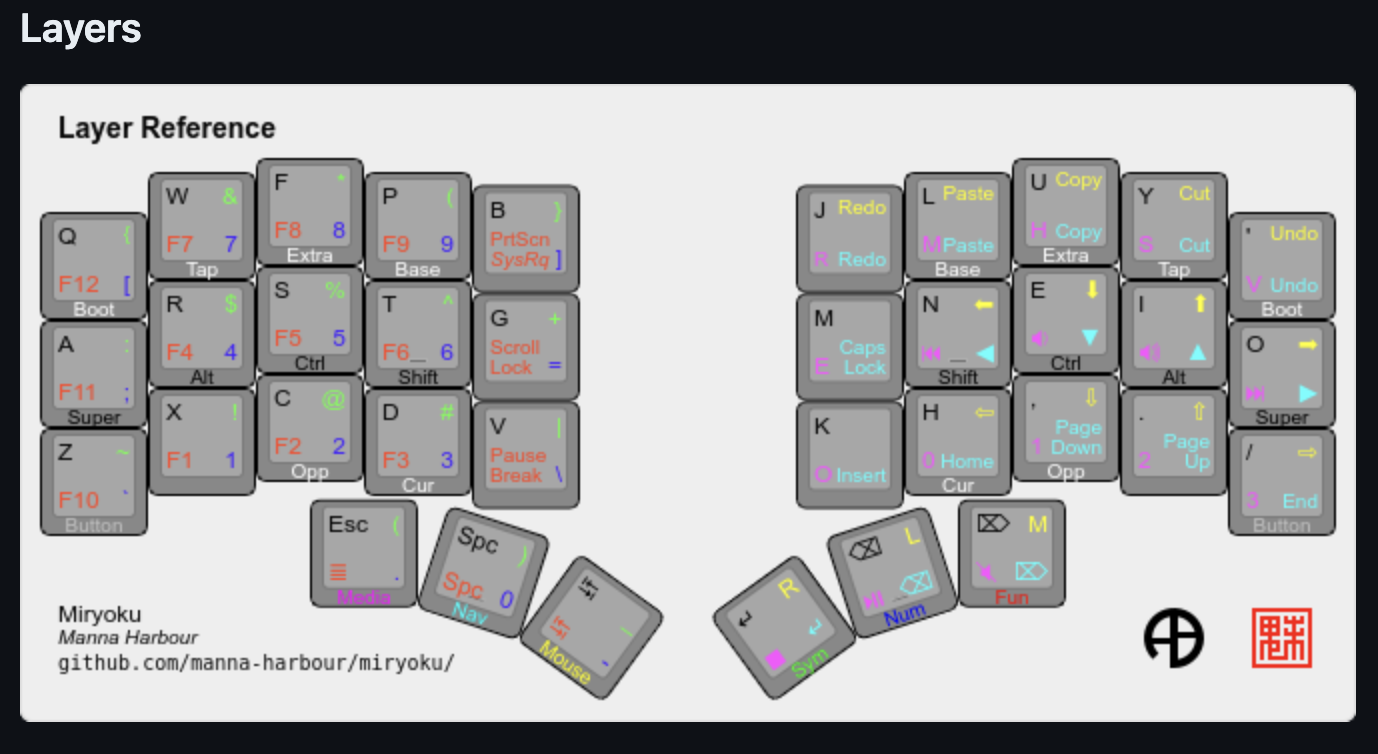 Layers
Layer Reference
Q {
F12 [
Boot
W &
F7 7
Tap
F *
F8 8
Extra
P (
F9 9
Base
B }
PrtScn
SysRq ]
J Redo
R Redo
L Paste
M Paste
Base
U Copy
H Copy
Extra
Y Cut
S Cut
Tap
' Undo
V Undo
Boot
A :
F11 ;
Super
R $
F4 4
Alt
S %
F5 5
Ctrl
T ^
F6_ 6
Shift
G +
Scroll
Lock =
M
Caps
E Lock
N ⬅
⏮ _ ◀
Shift
E ⬇
▼
Ctrl
I ⬆
▲
Alt
O ➡
⏭ ▶
Super
Z ~
F10 `
Button
X !
F1 1
C @
F2 2
Opp
D #
F3 3
Cur
V |
Pause
Break \
K
O Insert
H ⇦
0 Home
Cur
, ⇩
Page
1 Down
Opp
. ⇧
Page
2 Up
/ ⇨
3 End
Button
Esc (
≣ .
Media
Spc )
Spc_ 0
Nav
↹ _
↹ -
Mouse
↵ R
■ ↵
Sym
⌫ L
⏯ _ ⌫
Num
⌦ M
⌦
Fun
Miryoku
Manna Harbour
github.com/manna-harbour/miryoku/